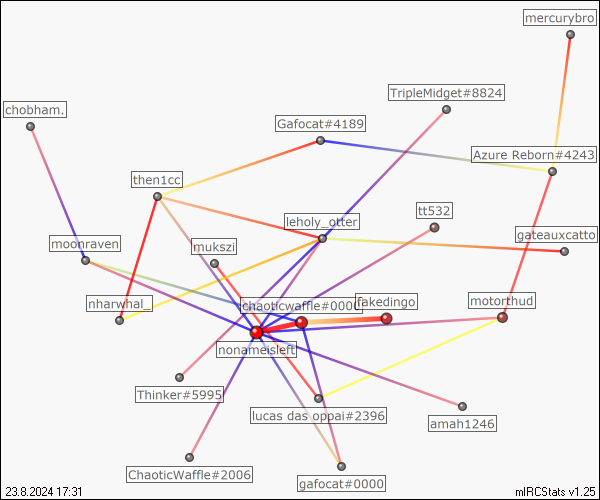 mercurybro
TripleMidget#8824
chobham.
Gafocat#4189
Azure Reborn#4243
then1cc
tt532
leholy_otter
gateauxcatto
moonraven
mukszi
nharwhal_
chaoticwaffle#0000
fakedingo
motorthud
nonameisleft
Thinker#5995
lucas das oppai#2396
amah1246
ChaoticWaffle#2006
gafocat#0000
23.8.2024 17:31
mIRCStats v1.25